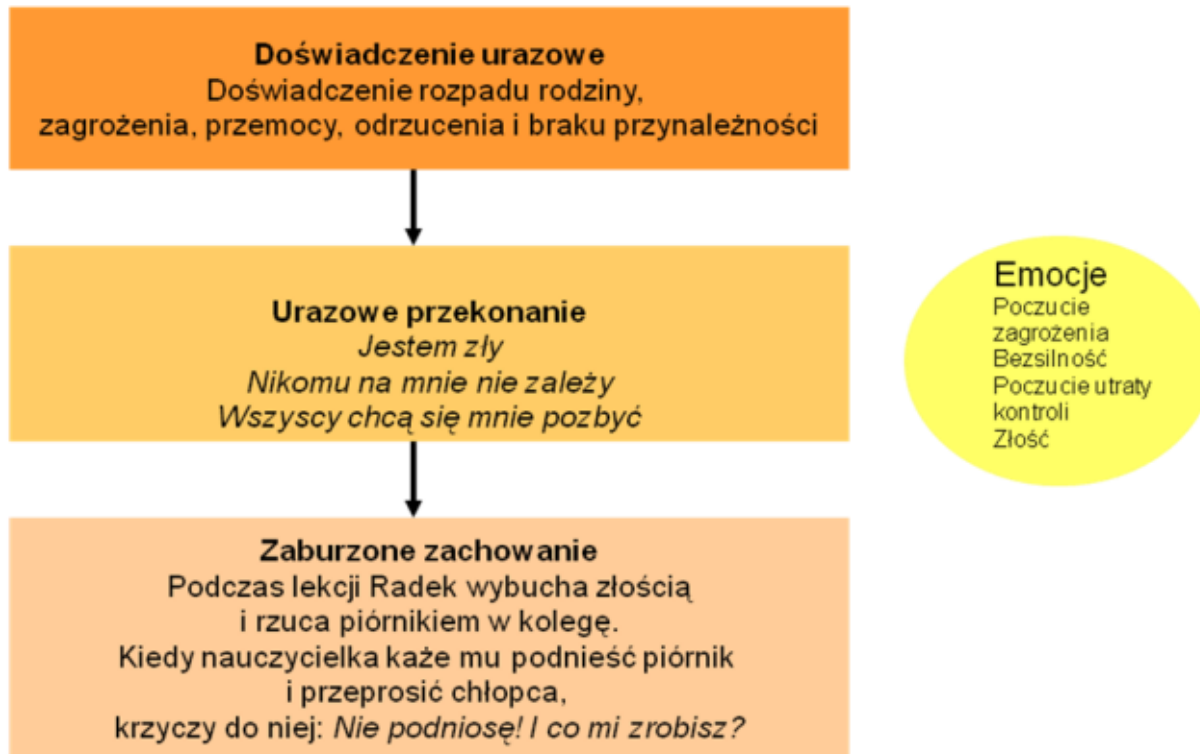 Doświadczenie urazowe
Doświadczenie rozpadu rodziny,
zagrożenia, przemocy, odrzucenia i braku przynależności
Urazowe przekonanie
Jestem zły
Nikomu na mnie nie zależy
Wszyscy chcą się mnie pozbyć
Emocje
Poczucie
zagrożenia
Bezsilność
Poczucie utraty
kontroli
Złość
Zaburzone zachowanie
Podczas lekcji Radek wybucha złością
i rzuca piórnikiem w kolegę.
Kiedy nauczycielka każe mu podnieść piórnik
i przeprosić chłopca,
krzyczy do niej: Nie podniosę! I co mi zrobisz?